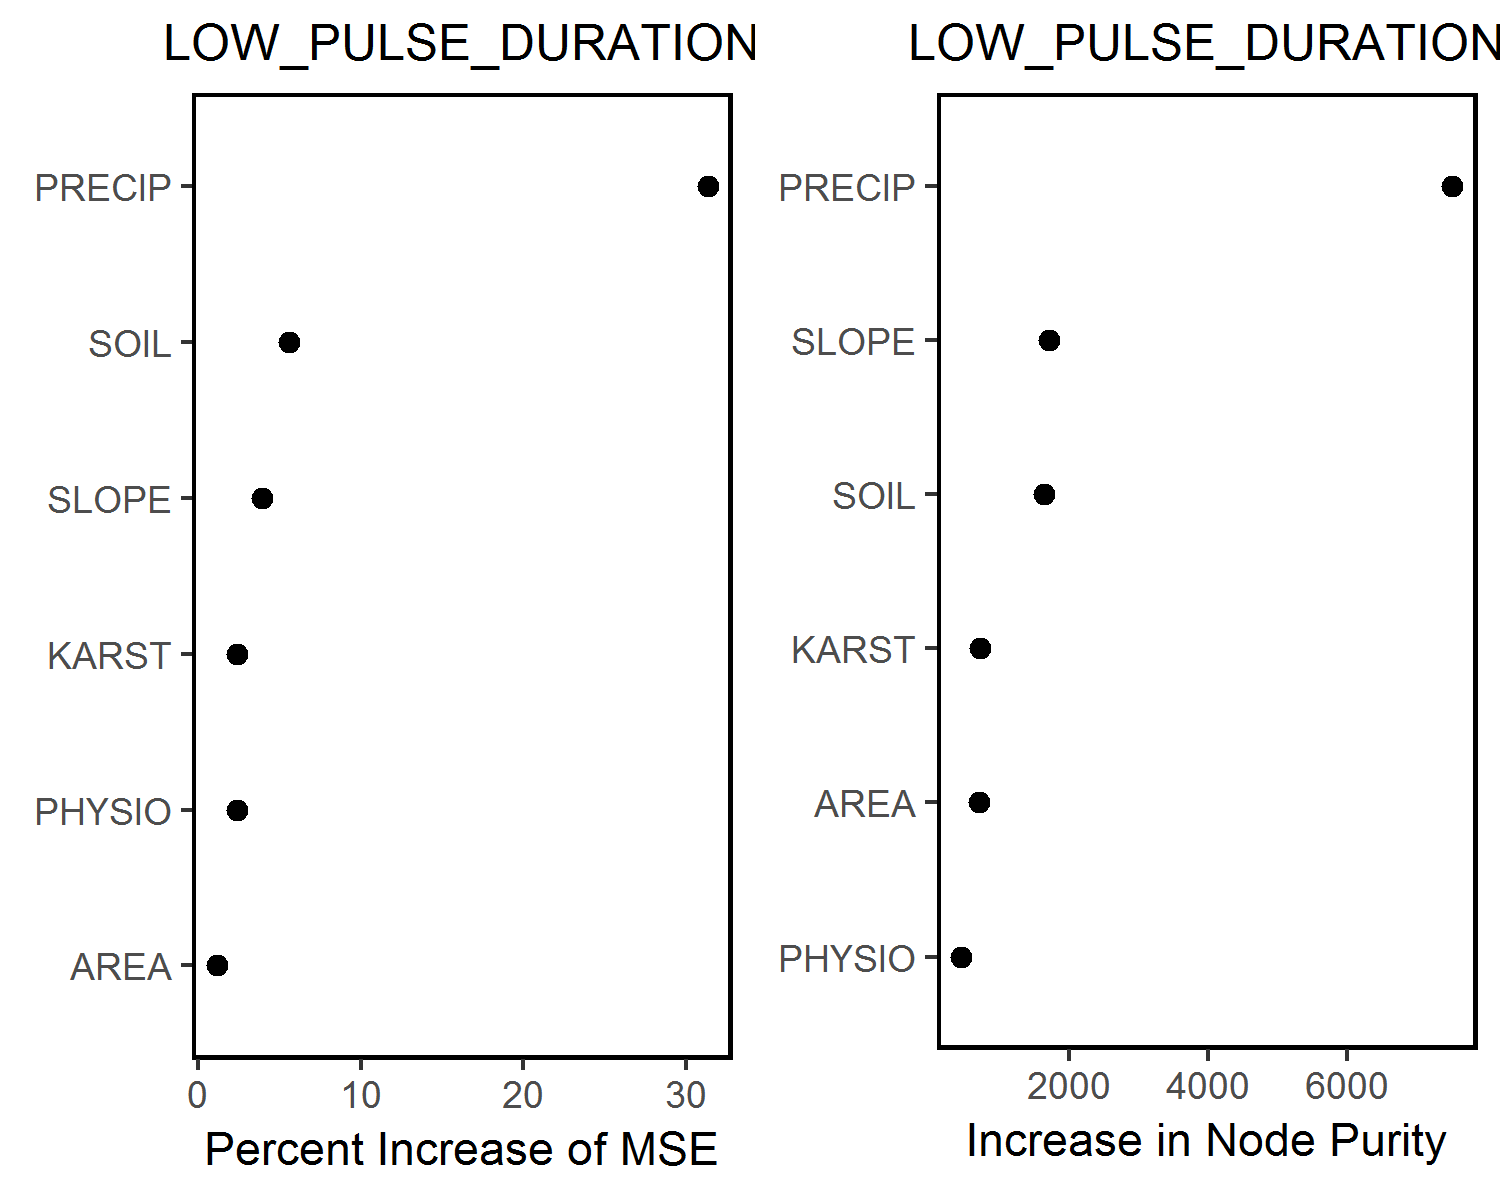 LOW_PULSE_DURATION
PRECIP
SOIL
SLOPE
KARST
PHYSIO
AREA
0 10 20 30
Percent Increase of MSE
LOW_PULSE_DURATION
PRECIP
SLOPE
SOIL
KARST
AREA
PHYSIO
2000 4000 6000
Increase in Node Purity